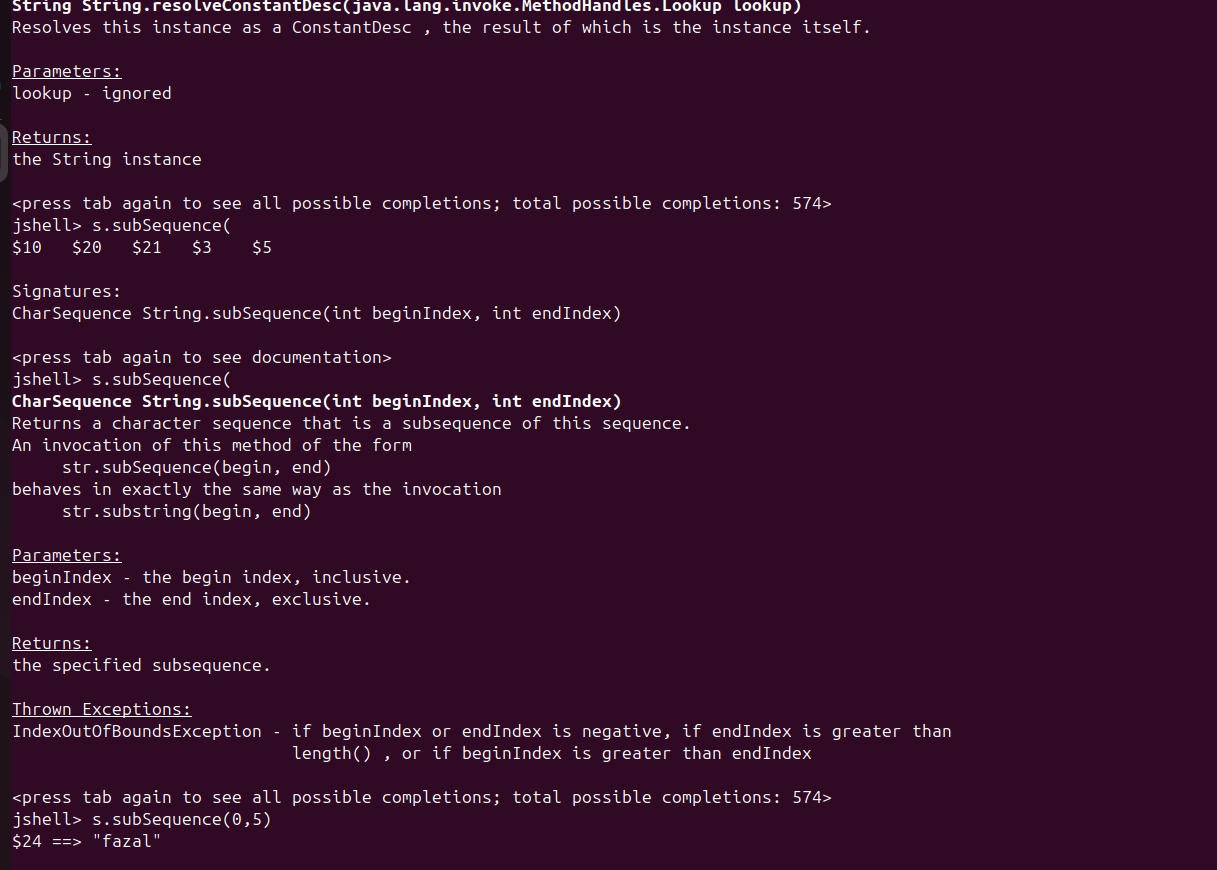 String String.resolveConstantDesc(java.lang.invoke.MethodHandles.Lookup lookup)
Resolves this instance as a ConstantDesc , the result of which is the instance itself.
Parameters:
lookup - ignored
Returns:
the String instance
<press tab again to see all possible completions; total possible completions: 574>
jshell> s.subSequence(
$10   $20   $21   $3    $5
Signatures:
CharSequence String.subSequence(int beginIndex, int endIndex)
<press tab again to see documentation>
jshell> s.subSequence(
CharSequence String.subSequence(int beginIndex, int endIndex)
Returns a character sequence that is a subsequence of this sequence.
An invocation of this method of the form
     str.subSequence(begin, end)
behaves in exactly the same way as the invocation
     str.substring(begin, end)
Parameters:
beginIndex - the begin index, inclusive.
endIndex - the end index, exclusive.
Returns:
the specified subsequence.
Thrown Exceptions:
IndexOutOfBoundsException - if beginIndex or endIndex is negative, if endIndex is greater than
                            length() , or if beginIndex is greater than endIndex
<press tab again to see all possible completions; total possible completions: 574>
jshell> s.subSequence(0,5)
$24 ==> "fazal"